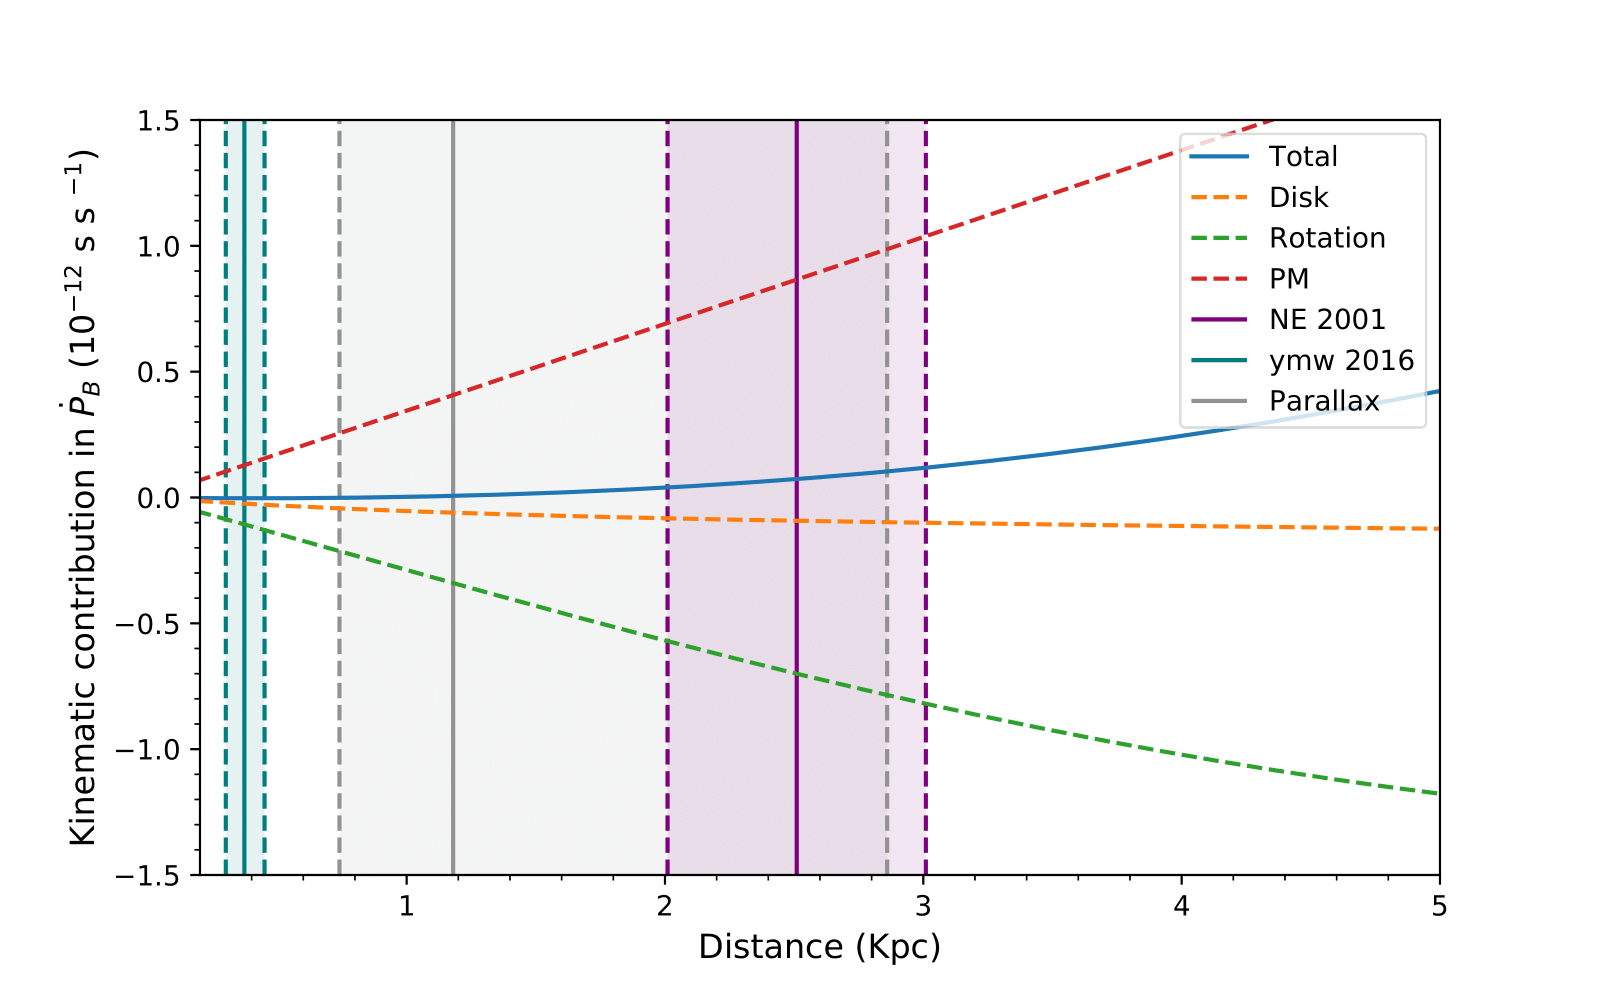 1.5
1.0
0.5
0.0
−0.5
−1.0
−1.5
Kinematic contribution in Ṗ_B (10⁻¹² s s ⁻¹)
1 2 3 4 5
Distance (Kpc)
Total
Disk
Rotation
PM
NE 2001
ymw 2016
Parallax